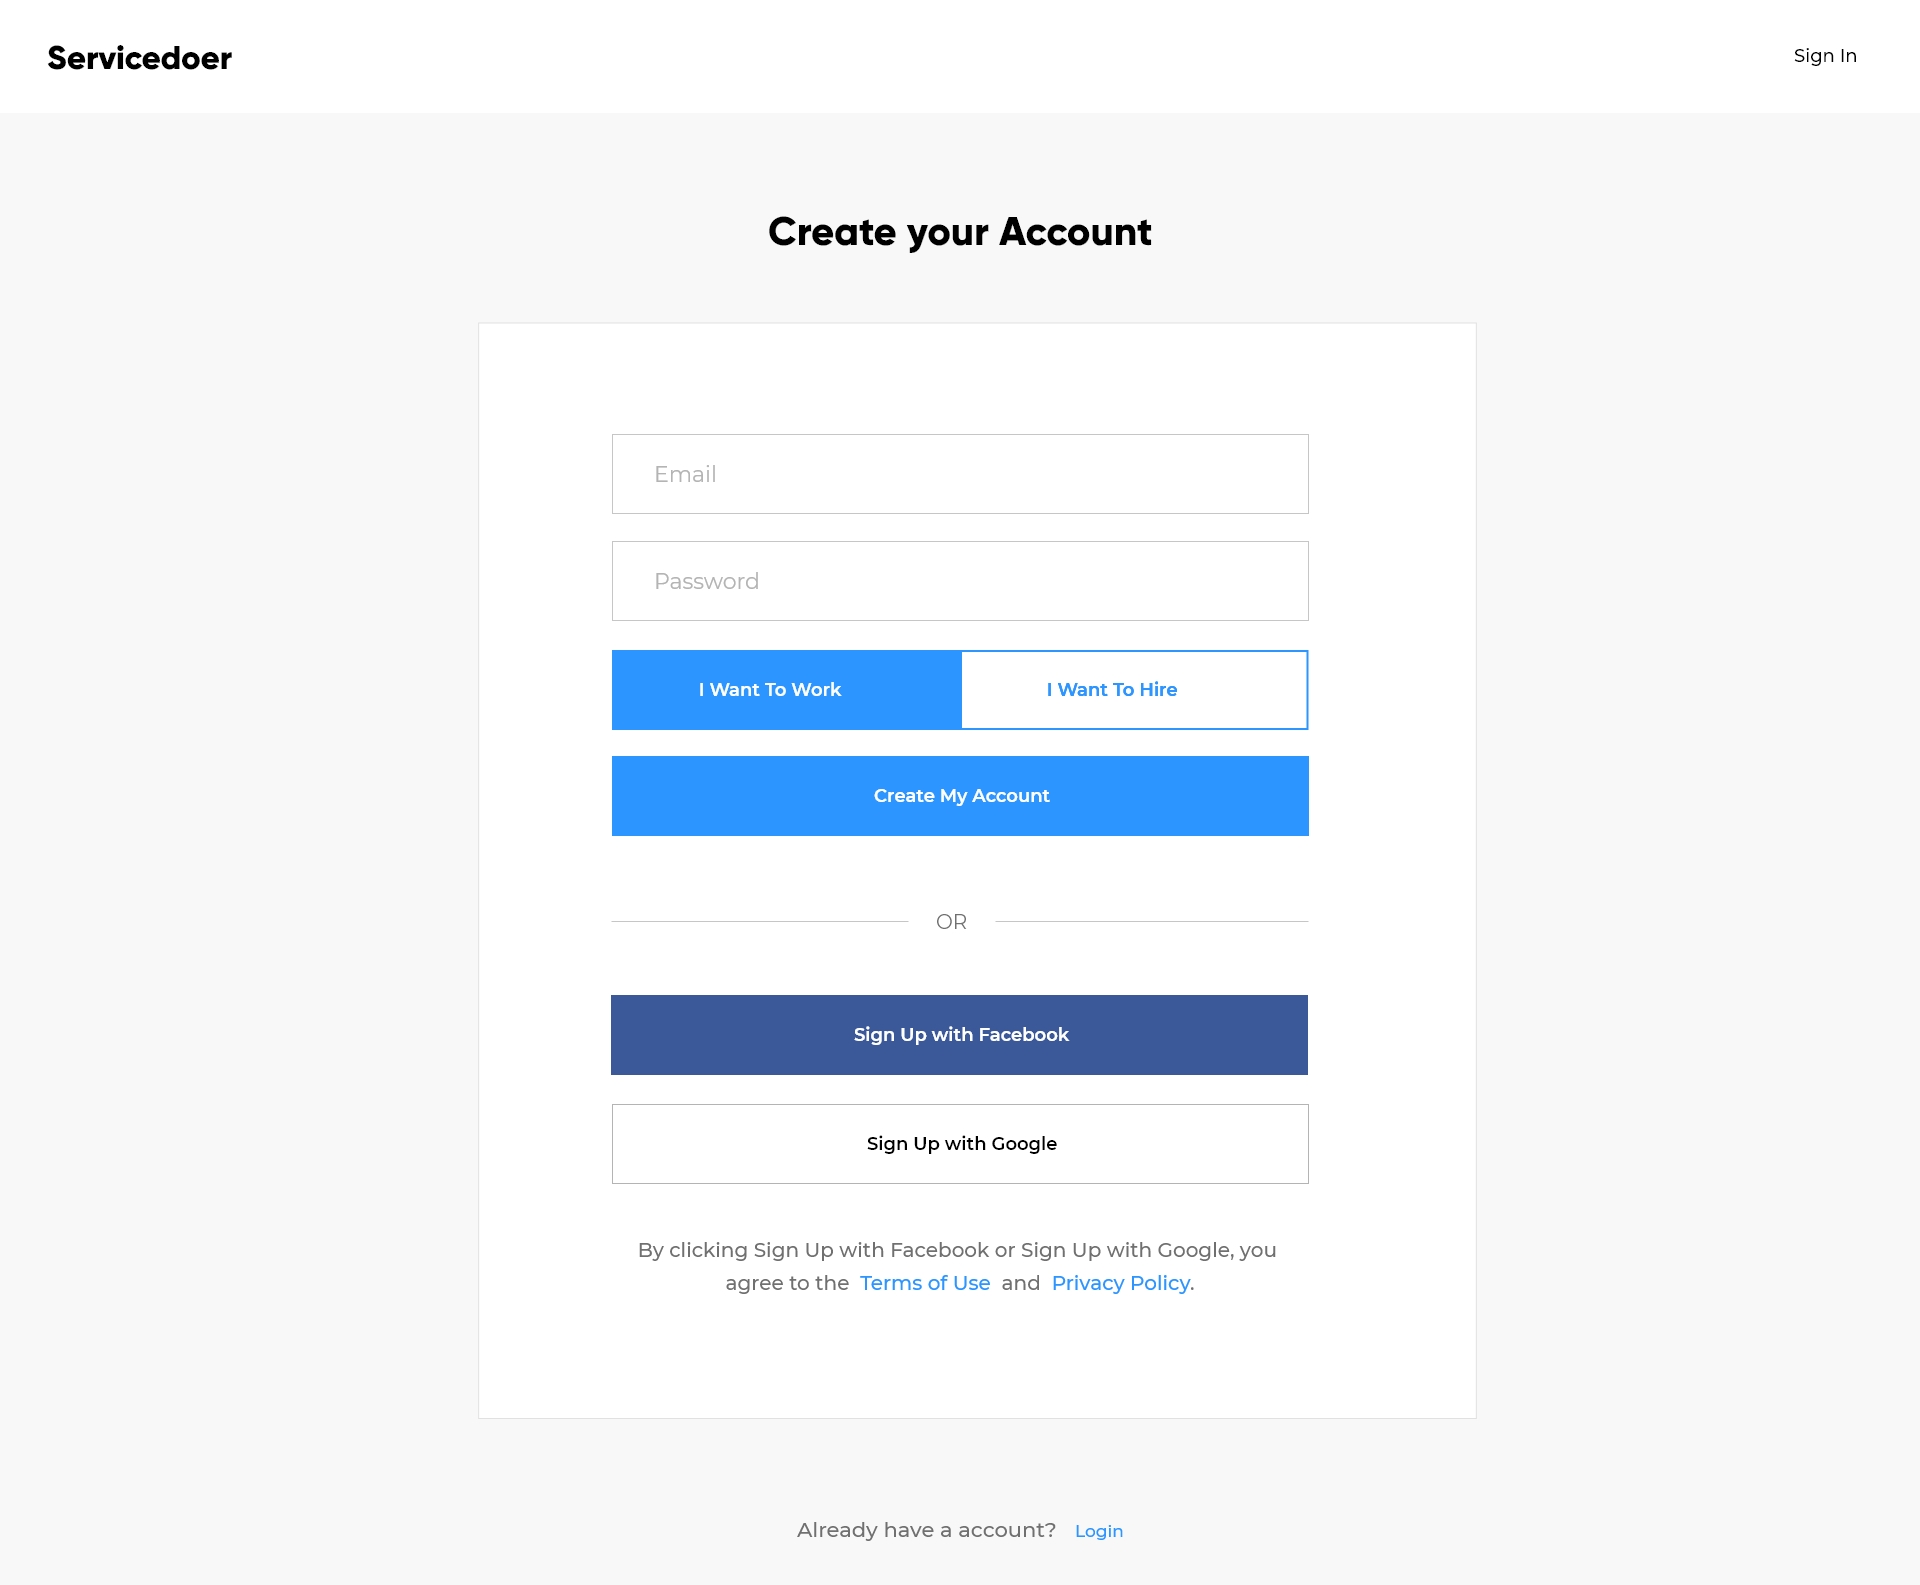 Servicedoer
Sign In
Create your Account
Email
Password
I Want To Work
I Want To Hire
Create My Account
OR
Sign Up with Facebook
Sign Up with Google
By clicking Sign Up with Facebook or Sign Up with Google, you
agree to the Terms of Use and Privacy Policy.
Already have a account? Login